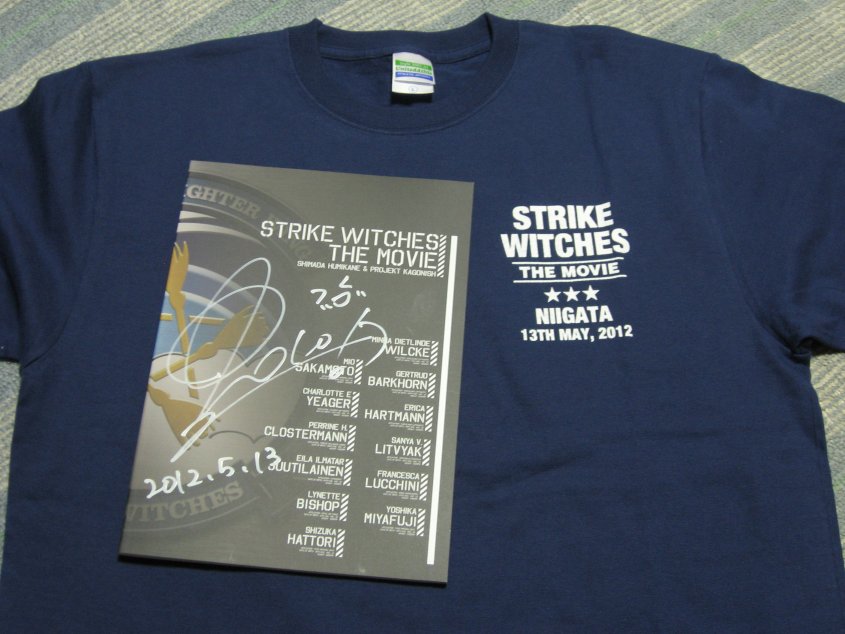 FIGHTER
STRIKE WITCHES
THE MOVIE
SHIMADA HUMIKANE & PROJEKT KAGONISH
MINNA DIETLINDE
WILCKE
MIO
SAKAMOTO
GERTRUD
BARKHORN
CHARLOTTE E
YEAGER
ERICA
HARTMANN
PERRINE H.
CLOSTERMANN
SANYA V.
LITVYAK
EILA ILMATAR
JUUTILAINEN
FRANCESCA
LUCCHINI
LYNETTE
BISHOP
YOSHIKA
MIYAFUJI
SHIZUKA
HATTORI
2012.5.13
WITCHES
STRIKE
WITCHES
THE MOVIE
NIIGATA
13TH MAY, 2012